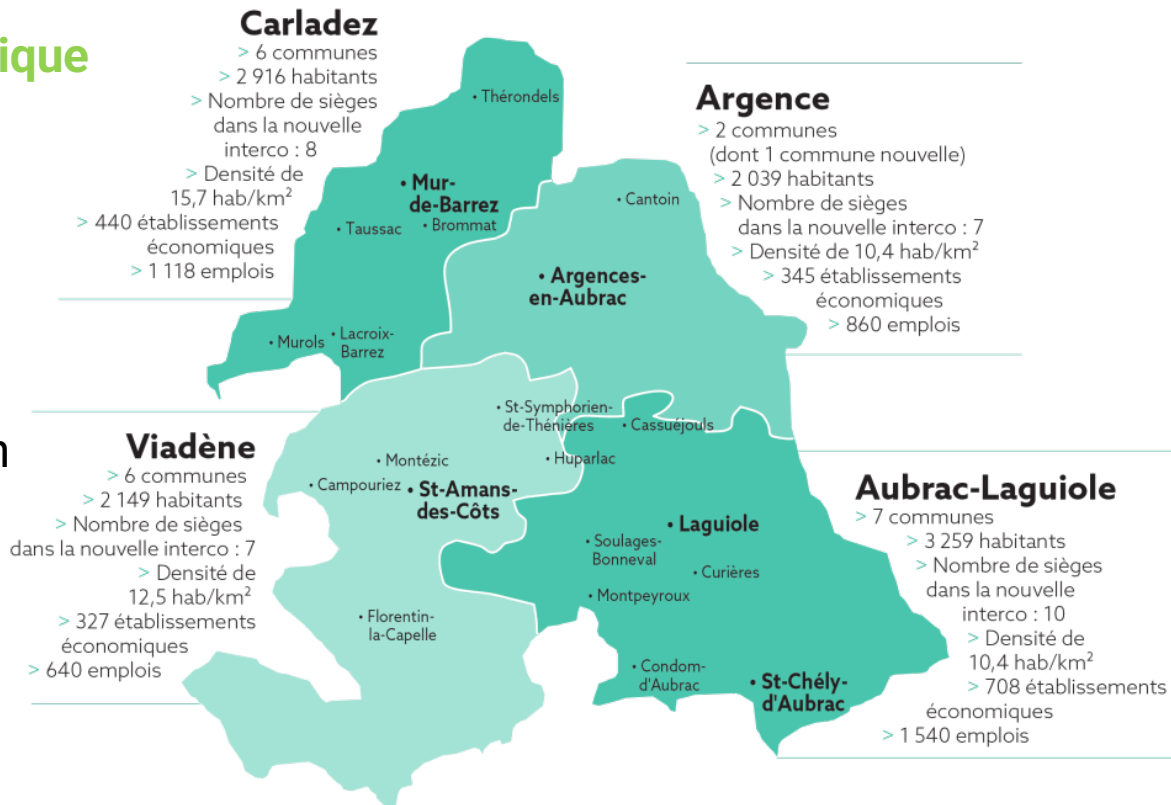 ique
Carladez
> 6 communes
> 2 916 habitants
> Nombre de sièges
dans la nouvelle
interco : 8
> Densité de
15,7 hab/km²
> 440 établissements
économiques
> 1 118 emplois
Argence
> 2 communes
(dont 1 commune nouvelle)
> 2 039 habitants
> Nombre de sièges
dans la nouvelle interco : 7
> Densité de 10,4 hab/km²
> 345 établissements
économiques
> 860 emplois
• Thérondels
• Mur-
de-Barrez
• Taussac
• Brommat
• Murols
• Lacroix-
Barrez
• Cantoin
• Argences-
en-Aubrac
n
Viadène
> 6 communes
> 2 149 habitants
> Nombre de sièges
dans la nouvelle interco : 7
> Densité de
12,5 hab/km²
> 327 établissements
économiques
> 640 emplois
• St-Symphorien-
de-Thénières
• Cassuéjouls
• Montézic
• Huparlac
• Campouriez
• St-Amans-
des-Côts
• Florentin-
la-Capelle
• Laguiole
• Soulages-
Bonneval
• Curières
• Montpeyroux
• Condom-
d'Aubrac
• St-Chély-
d'Aubrac
Aubrac-Laguiole
> 7 communes
> 3 259 habitants
> Nombre de sièges
dans la nouvelle
interco : 10
> Densité de
10,4 hab/km²
> 708 établissements
économiques
> 1 540 emplois